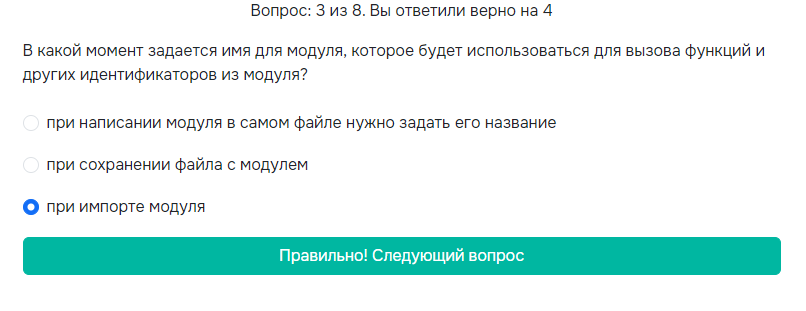 Вопрос: 3 из 8. Вы ответили верно на 4
В какой момент задается имя для модуля, которое будет использоваться для вызова функций и
других идентификаторов из модуля?
при написании модуля в самом файле нужно задать его название
при сохранении файла с модулем
при импорте модуля
Правильно! Следующий вопрос